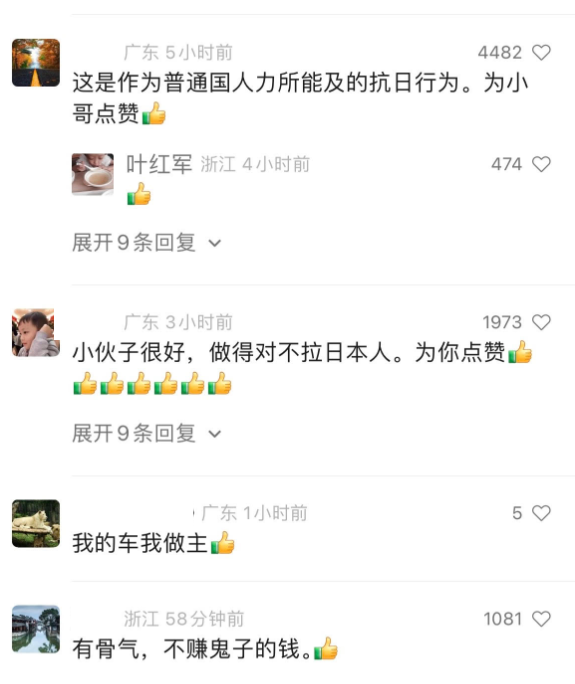 广东 5小时前 4482
这是作为普通国人力所能及的抗日行为。为小
哥点赞👍
叶红军 浙江 4小时前 474
👍
展开9条回复
广东 3小时前 1973
小伙子很好，做得对不拉日本人。为你点赞👍
👍👍👍👍👍👍
展开9条回复
广东 1小时前 5
我的车我做主👍
浙江 58分钟前 1081
有骨气，不赚鬼子的钱。👍